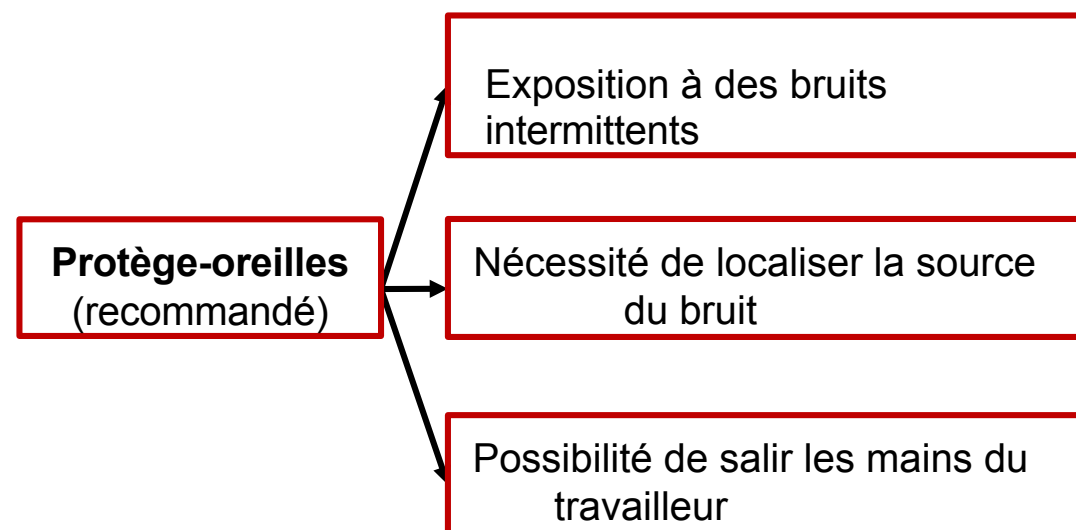 Exposition à des bruits
intermittents
Protège-oreilles
(recommandé)
Nécessité de localiser la source
du bruit
Possibilité de salir les mains du
travailleur